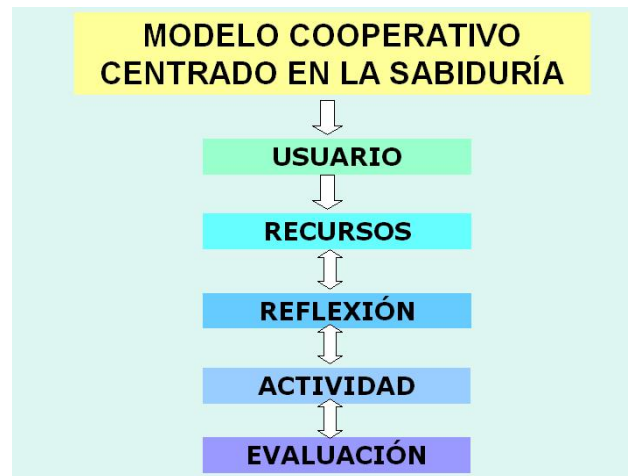 MODELO COOPERATIVO
CENTRADO EN LA SABIDURÍA
USUARIO
RECURSOS
REFLEXIÓN
ACTIVIDAD
EVALUACIÓN